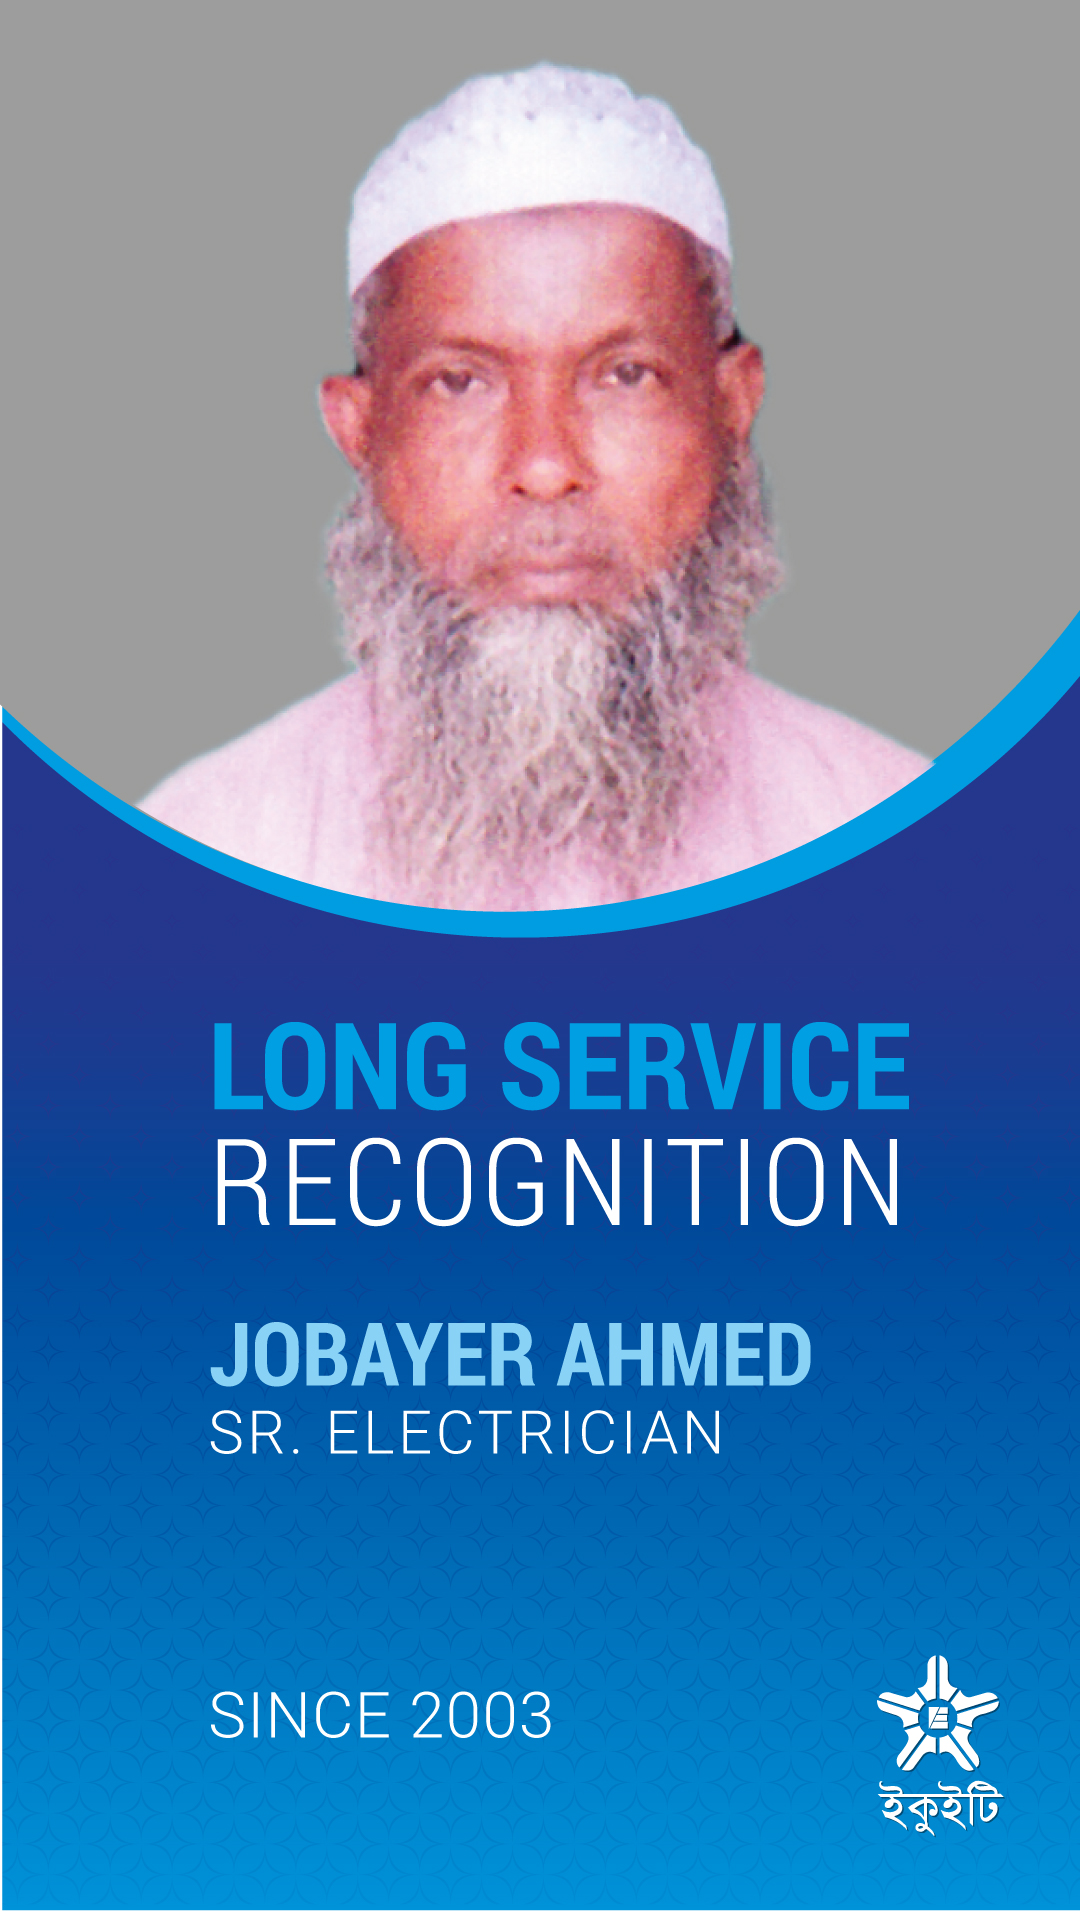 LONG SERVICE
RECOGNITION
JOBAYER AHMED
SR. ELECTRICIAN
SINCE 2003
ইকুইটি